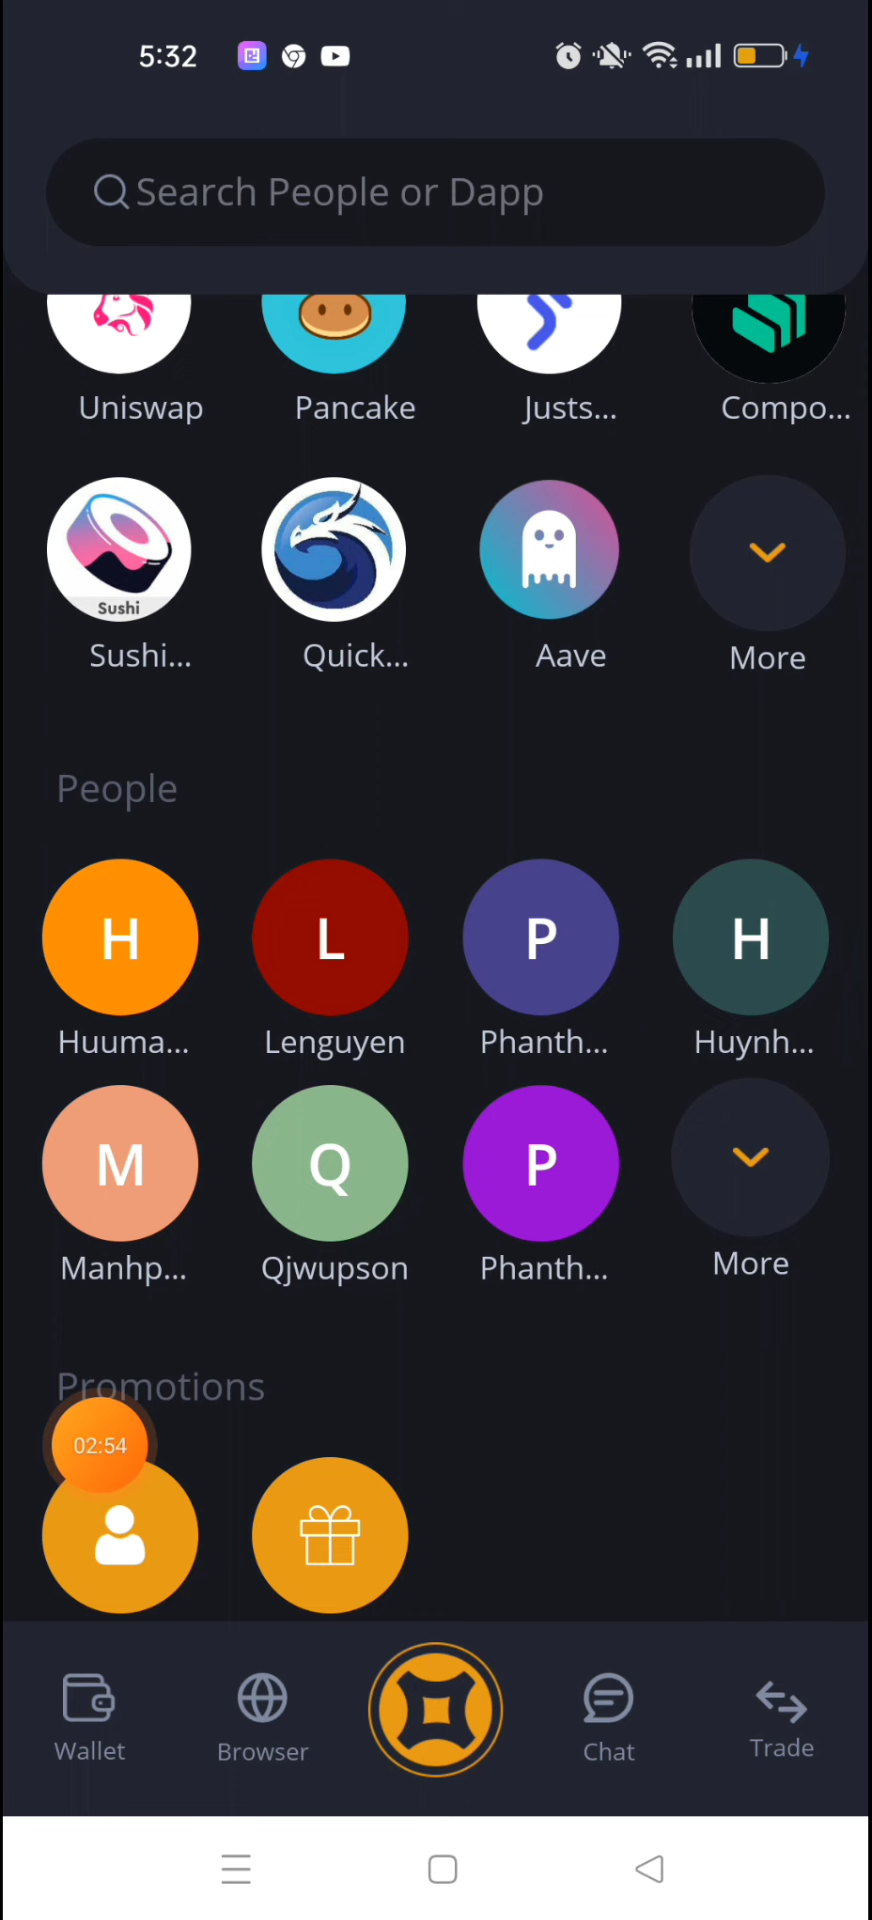 5:32
Search People or Dapp
Uniswap Pancake Justs... Compo...
Sushi
Sushi... Quick... Aave More
People
H L P H
Huuma... Lenguyen Phanth... Huynh...
M Q P
Manhp... Qjwupson Phanth... More
Promotions
02:54
Wallet Browser Chat Trade